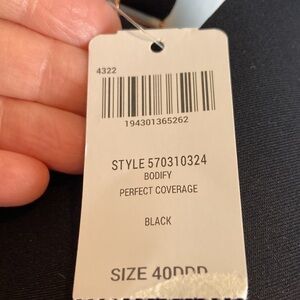 4322
194301365262
STYLE 570310324
BODIFY
PERFECT COVERAGE
BLACK
SIZE 40DDD